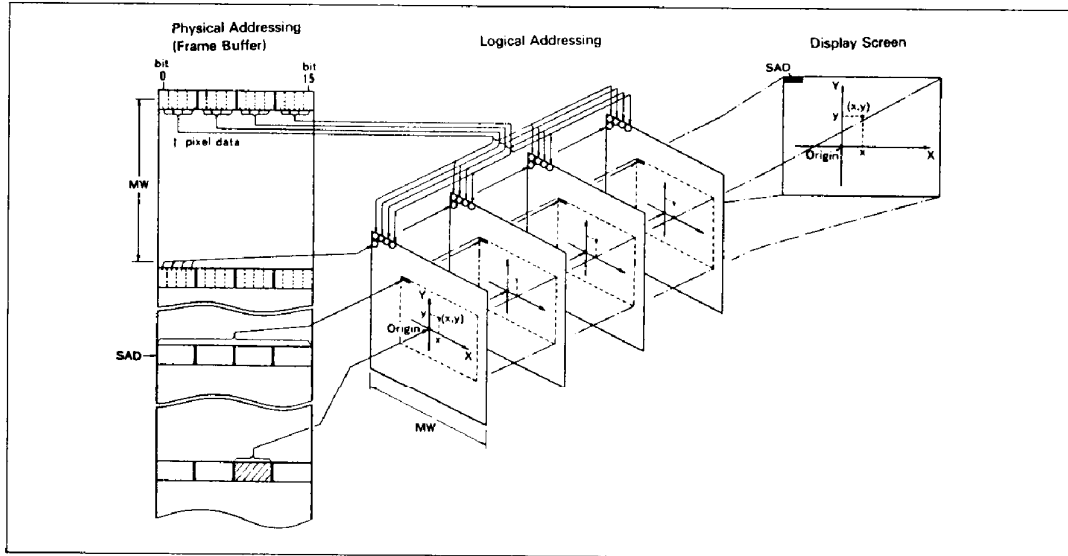 Physical Addressing
(Frame Buffer)
Logical Addressing
Display Screen
bit
0
bit
15
SAD
Y
(x,y)
y
Origin
x
X
1 pixel data
MW
Y
y
(x,y)
Origin
x
X
SAD
MW